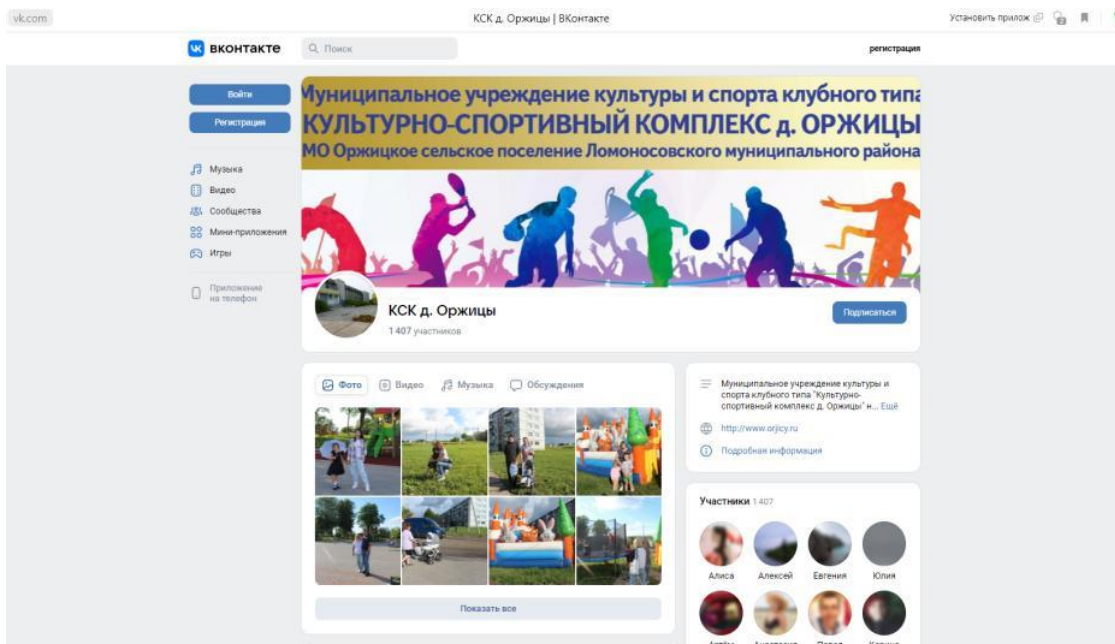 vk.com
КСК д. Оржицы | ВКонтакте
Установить прилож
вконтакте
Поиск
регистрация
Войти
Регистрация
Музыка
Видео
Сообщества
Мини-приложения
Игры
Приложение
на телефон
Муниципальное учреждение культуры и спорта клубного типа
КУЛЬТУРНО-СПОРТИВНЫЙ КОМПЛЕКС д. ОРЖИЦЫ
МО Оржицкое сельское поселение Ломоносовского муниципального района
КСК д. Оржицы
1 407 участников
Подписаться
Фото
Видео
Музыка
Обсуждения
Показать все
Муниципальное учреждение культуры и
спорта клубного типа "Культурно-
спортивный комплекс д. Оржицы" н... Ещё
http://www.orjicy.ru
Подробная информация
Участники 1 407
Алиса
Алексей
Евгения
Юлия